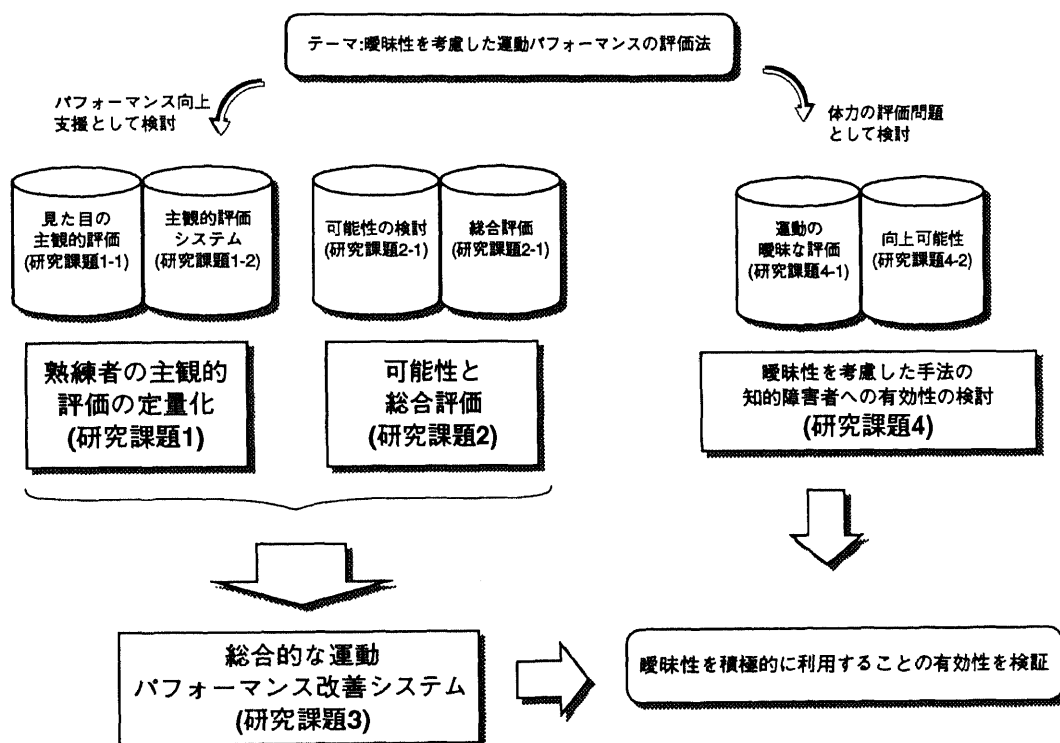 テーマ:曖昧性を考慮した運動パフォーマンスの評価法
パフォーマンス向上
支援として検討
体力の評価問題
として検討
見た目の
主観的評価
(研究課題1-1)
主観的評価
システム
(研究課題1-2)
可能性の検討
(研究課題2-1)
総合評価
(研究課題2-1)
運動の
曖昧な評価
(研究課題4-1)
向上可能性
(研究課題4-2)
熟練者の主観的
評価の定量化
(研究課題1)
可能性と
総合評価
(研究課題2)
曖昧性を考慮した手法の
知的障害者への有効性の検討
(研究課題4)
総合的な運動
パフォーマンス改善システム
(研究課題3)
曖昧性を積極的に利用することの有効性を検証